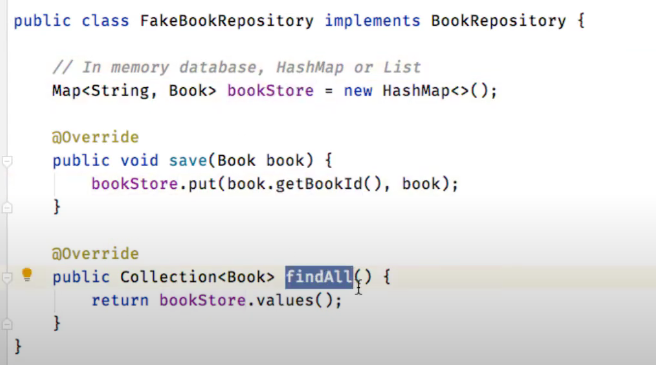 public class FakeBookRepository implements BookRepository {
// In memory database, HashMap or List
Map<String, Book> bookStore = new HashMap<>();
@Override
public void save(Book book) {
bookStore.put(book.getBookId(), book);
}
@Override
public Collection<Book> findAll() {
return bookStore.values();
}
}